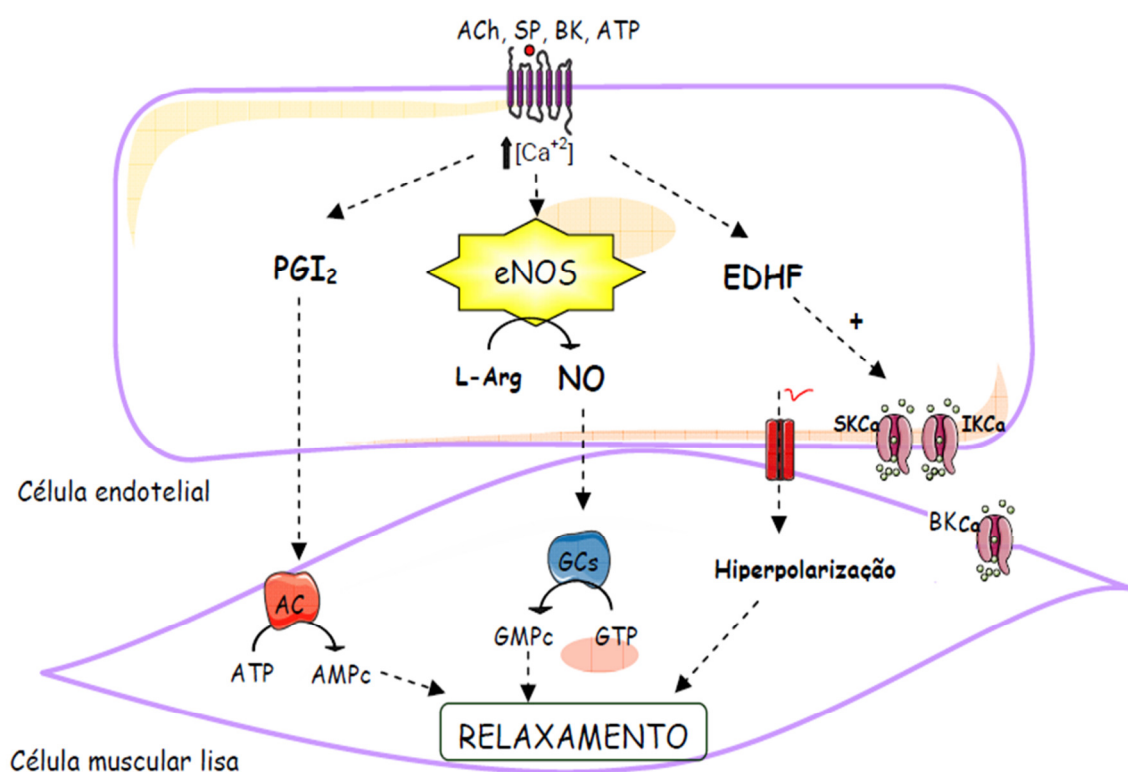 ACh, SP, BK, ATP
[Ca⁺²]
PGI₂
eNOS
EDHF
+
L-Arg NO
SKCa IKCa
Célula endotelial
BKCa
GCs
Hiperpolarização
AC
GMPc GTP
ATP AMPc
RELAXAMENTO
Célula muscular lisa